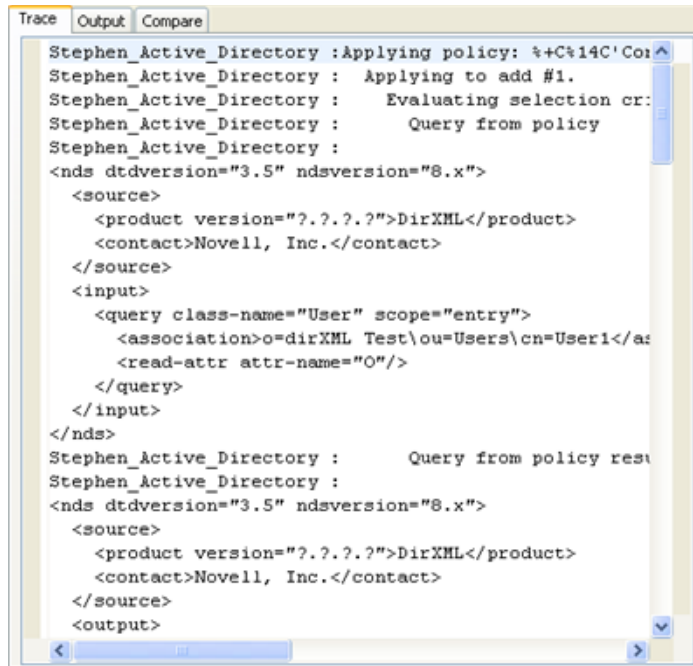 Trace Output Compare
Stephen_Active_Directory :Applying policy: %+C%14C'Cor
Stephen_Active_Directory :  Applying to add #1.
Stephen_Active_Directory :    Evaluating selection cri
Stephen_Active_Directory :      Query from policy
Stephen_Active_Directory :
<nds dtdversion="3.5" ndsversion="8.x">
  <source>
    <product version="?.?.?.?">DirXML</product>
    <contact>Novell, Inc.</contact>
  </source>
  <input>
    <query class-name="User" scope="entry">
      <association>o=dirXML Test\ou=Users\cn=User1</as
      <read-attr attr-name="O"/>
    </query>
  </input>
</nds>
Stephen_Active_Directory :      Query from policy resu
Stephen_Active_Directory :
<nds dtdversion="3.5" ndsversion="8.x">
  <source>
    <product version="?.?.?.?">DirXML</product>
    <contact>Novell, Inc.</contact>
  </source>
  <output>